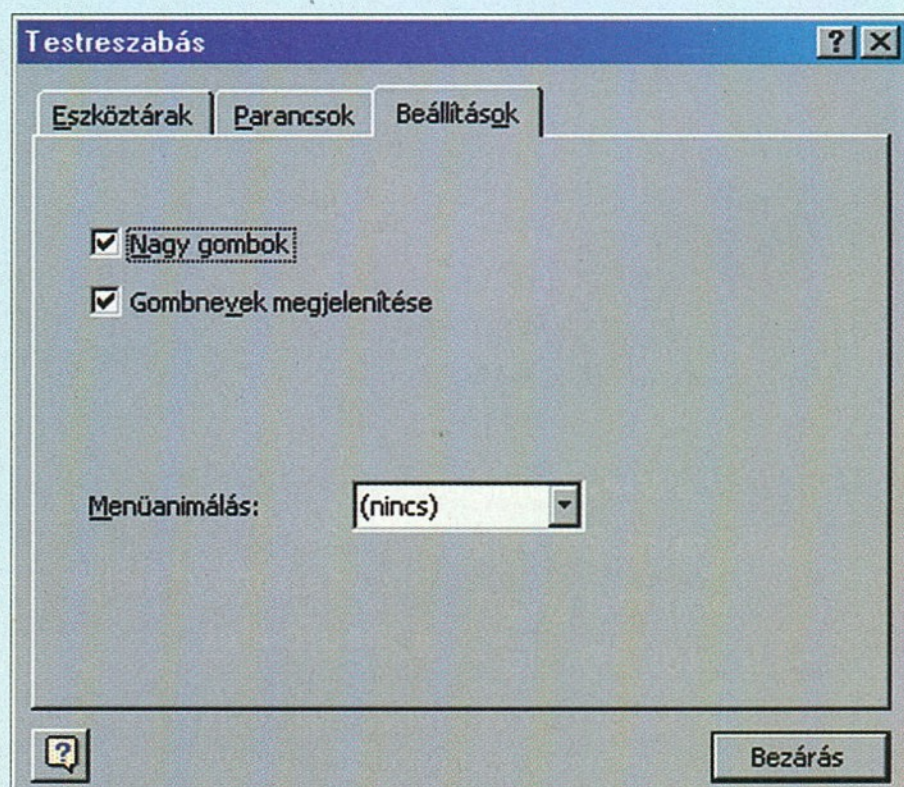 Testreszabás
Eszköztárak Parancsok Beállítások
Nagy gombok
Gombnevek megjelenítése
Menüanimálás: (nincs)
Bezárás